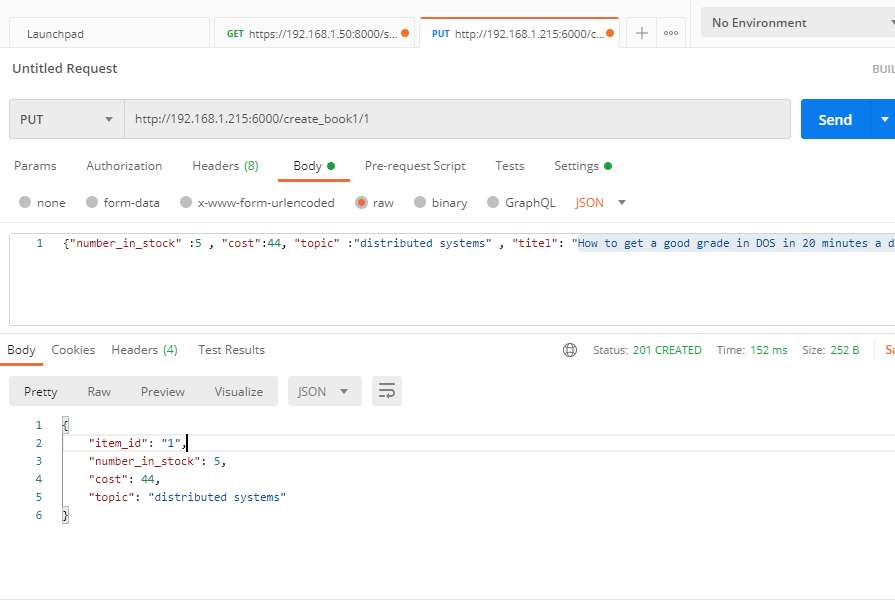 Launchpad GET https://192.168.1.50:8000/s... PUT http://192.168.1.215:6000/c... No Environment
Untitled Request BUIL
PUT http://192.168.1.215:6000/create_book1/1 Send
Params Authorization Headers (8) Body Pre-request Script Tests Settings
none form-data x-www-form-urlencoded raw binary GraphQL JSON
1 {"number_in_stock" :5 , "cost":44, "topic" :"distributed systems" , "titel": "How to get a good grade in DOS in 20 minutes a d
Body Cookies Headers (4) Test Results Status: 201 CREATED Time: 152 ms Size: 252 B Sa
Pretty Raw Preview Visualize JSON
1 {
2 "item_id": "1",
3 "number_in_stock": 5,
4 "cost": 44,
5 "topic": "distributed systems"
6 }